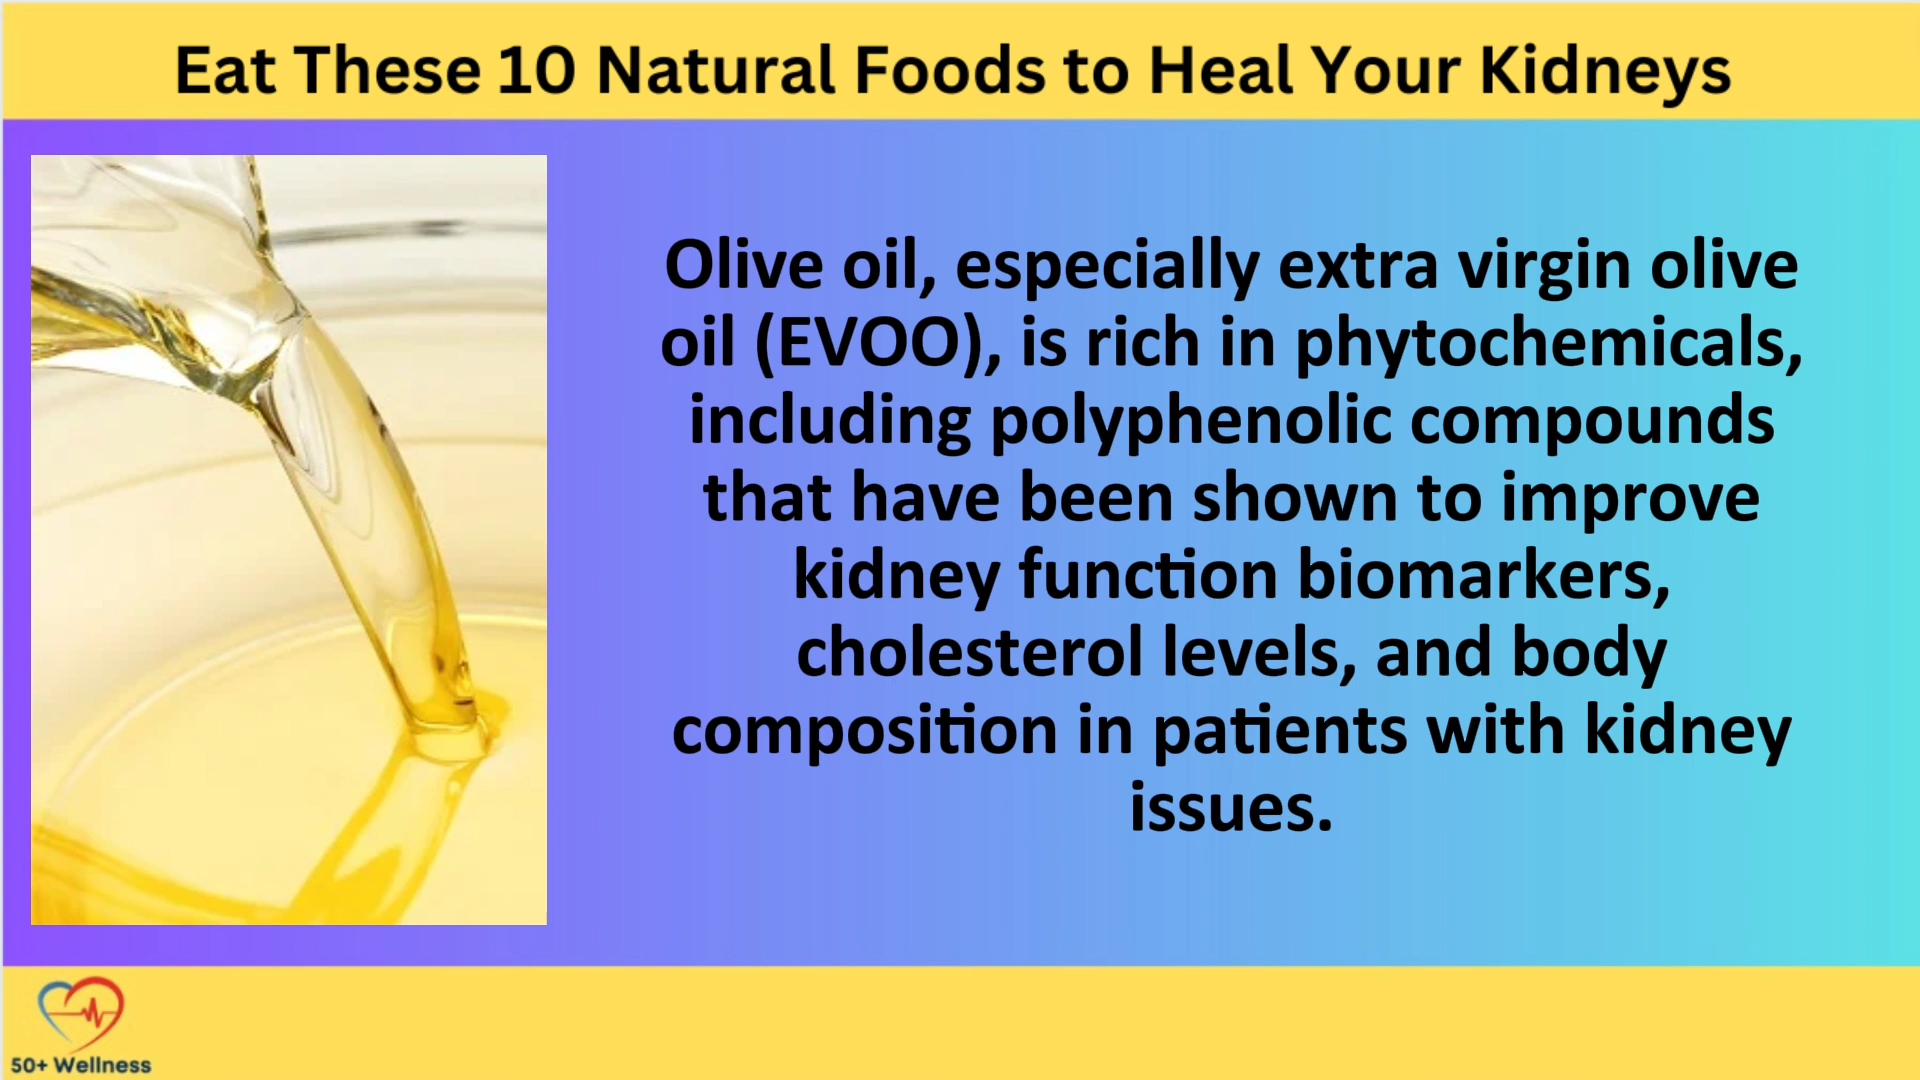 Eat These 10 Natural Foods to Heal Your Kidneys
Olive oil, especially extra virgin olive
oil (EVOO), is rich in phytochemicals,
including polyphenolic compounds
that have been shown to improve
kidney function biomarkers,
cholesterol levels, and body
composition in patients with kidney
issues.
50+ Wellness